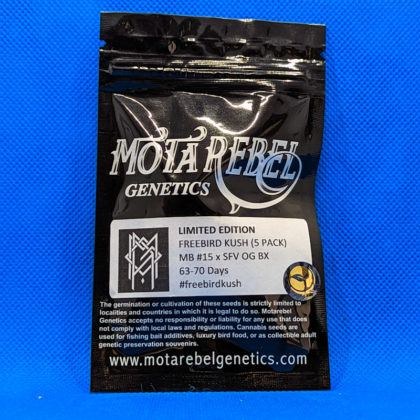 MOTA REBEL
GENETICS
LIMITED EDITION
FREEBIRD KUSH (5 PACK)
MB #15 x SFV OG BX
63-70 Days
#freebirdkush
The germination or cultivation of these seeds is strictly limited to
localities and countries in which it is legal to do so. Motarebel
Genetics accepts no responsibility or liability for any use that does
not comply with local laws and regulations. Cannabis seeds are
used for fishing bait additives, luxury bird food, or as collectible adult
genetic preservation souvenirs.
www.motarebelgenetics.com